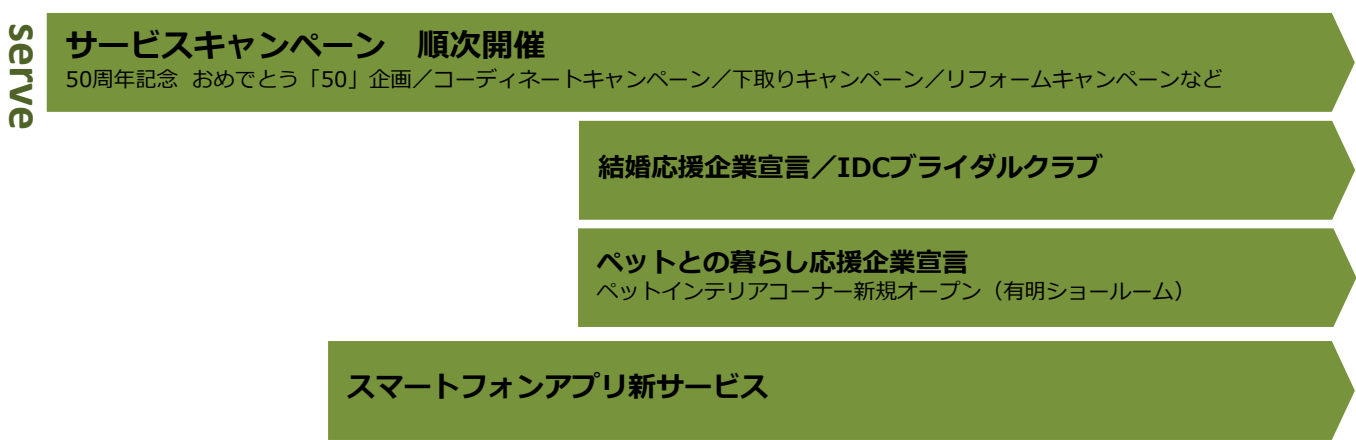 serve
サービスキャンペーン　順次開催
50周年記念 おめでとう「50」企画／コーディネートキャンペーン／下取りキャンペーン／リフォームキャンペーンなど
結婚応援企業宣言／IDCブライダルクラブ
ペットとの暮らし応援企業宣言
ペットインテリアコーナー新規オープン（有明ショールーム）
スマートフォンアプリ新サービス